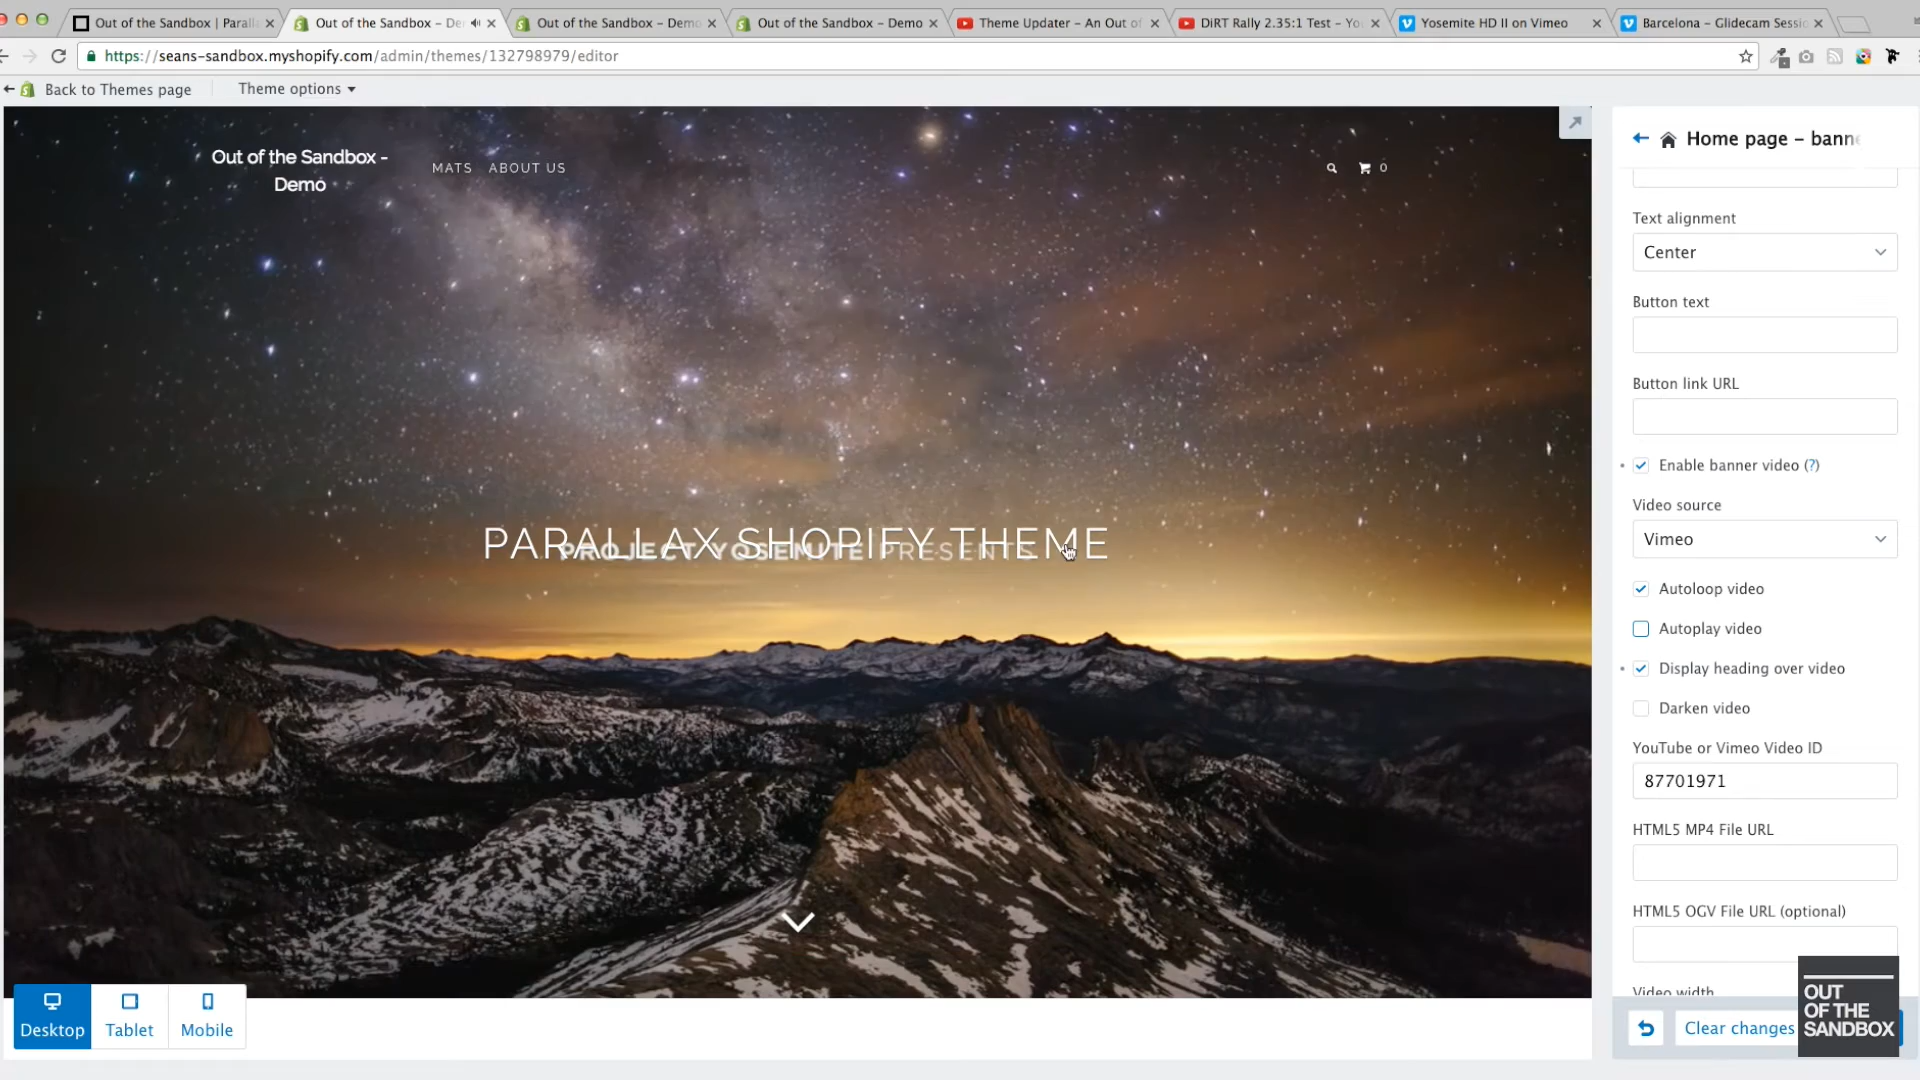 Out of the Sandbox | Parall
Out of the Sandbox – De
Out of the Sandbox – Demo
Out of the Sandbox – Demo
Theme Updater – An Out of
DiRT Rally 2.35:1 Test – Yo
Yosemite HD II on Vimeo
Barcelona – Glidecam Sessio
https://seans-sandbox.myshopify.com/admin/themes/132798979/editor
Back to Themes page
Theme options
Out of the Sandbox -
Demo
MATS
ABOUT US
0
PARALLAX SHOPIFY THEME
PROJECT YOSEMITE PRESENTS
Desktop
Tablet
Mobile
Home page – bann
Text alignment
Center
Button text
Button link URL
Enable banner video (?)
Video source
Vimeo
Autoloop video
Autoplay video
Display heading over video
Darken video
YouTube or Vimeo Video ID
87701971
HTML5 MP4 File URL
HTML5 OGV File URL (optional)
Video width
Clear changes
OUT
OF THE
SANDBOX